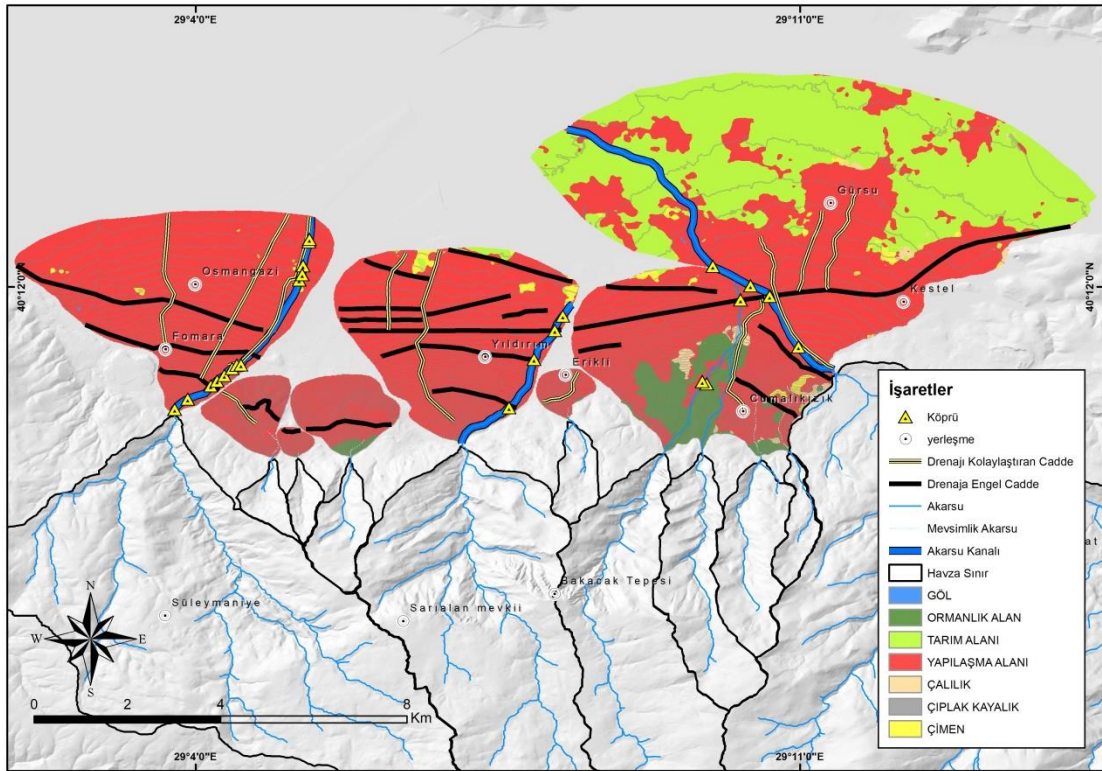 29°4'0"E
29°11'0"E
40°12'0"N
40°12'0"N
Gürsu
Osmangazi
Kestel
Fomara
Yıldırım
Erikli
Cumalıkızık
Bakacak Tepesi
Süleymaniye
Sarıalan mevkii
at
N
W
E
S
0
2
4
8
Km
İşaretler
Köprü
yerleşme
Drenajı Kolaylaştıran Cadde
Drenaja Engel Cadde
Akarsu
Mevsimlik Akarsu
Akarsu Kanalı
Havza Sınır
GÖL
ORMANLIK ALAN
TARIM ALANI
YAPILAŞMA ALANI
ÇALILIK
ÇIPLAK KAYALIK
ÇİMEN
29°4'0"E
29°11'0"E